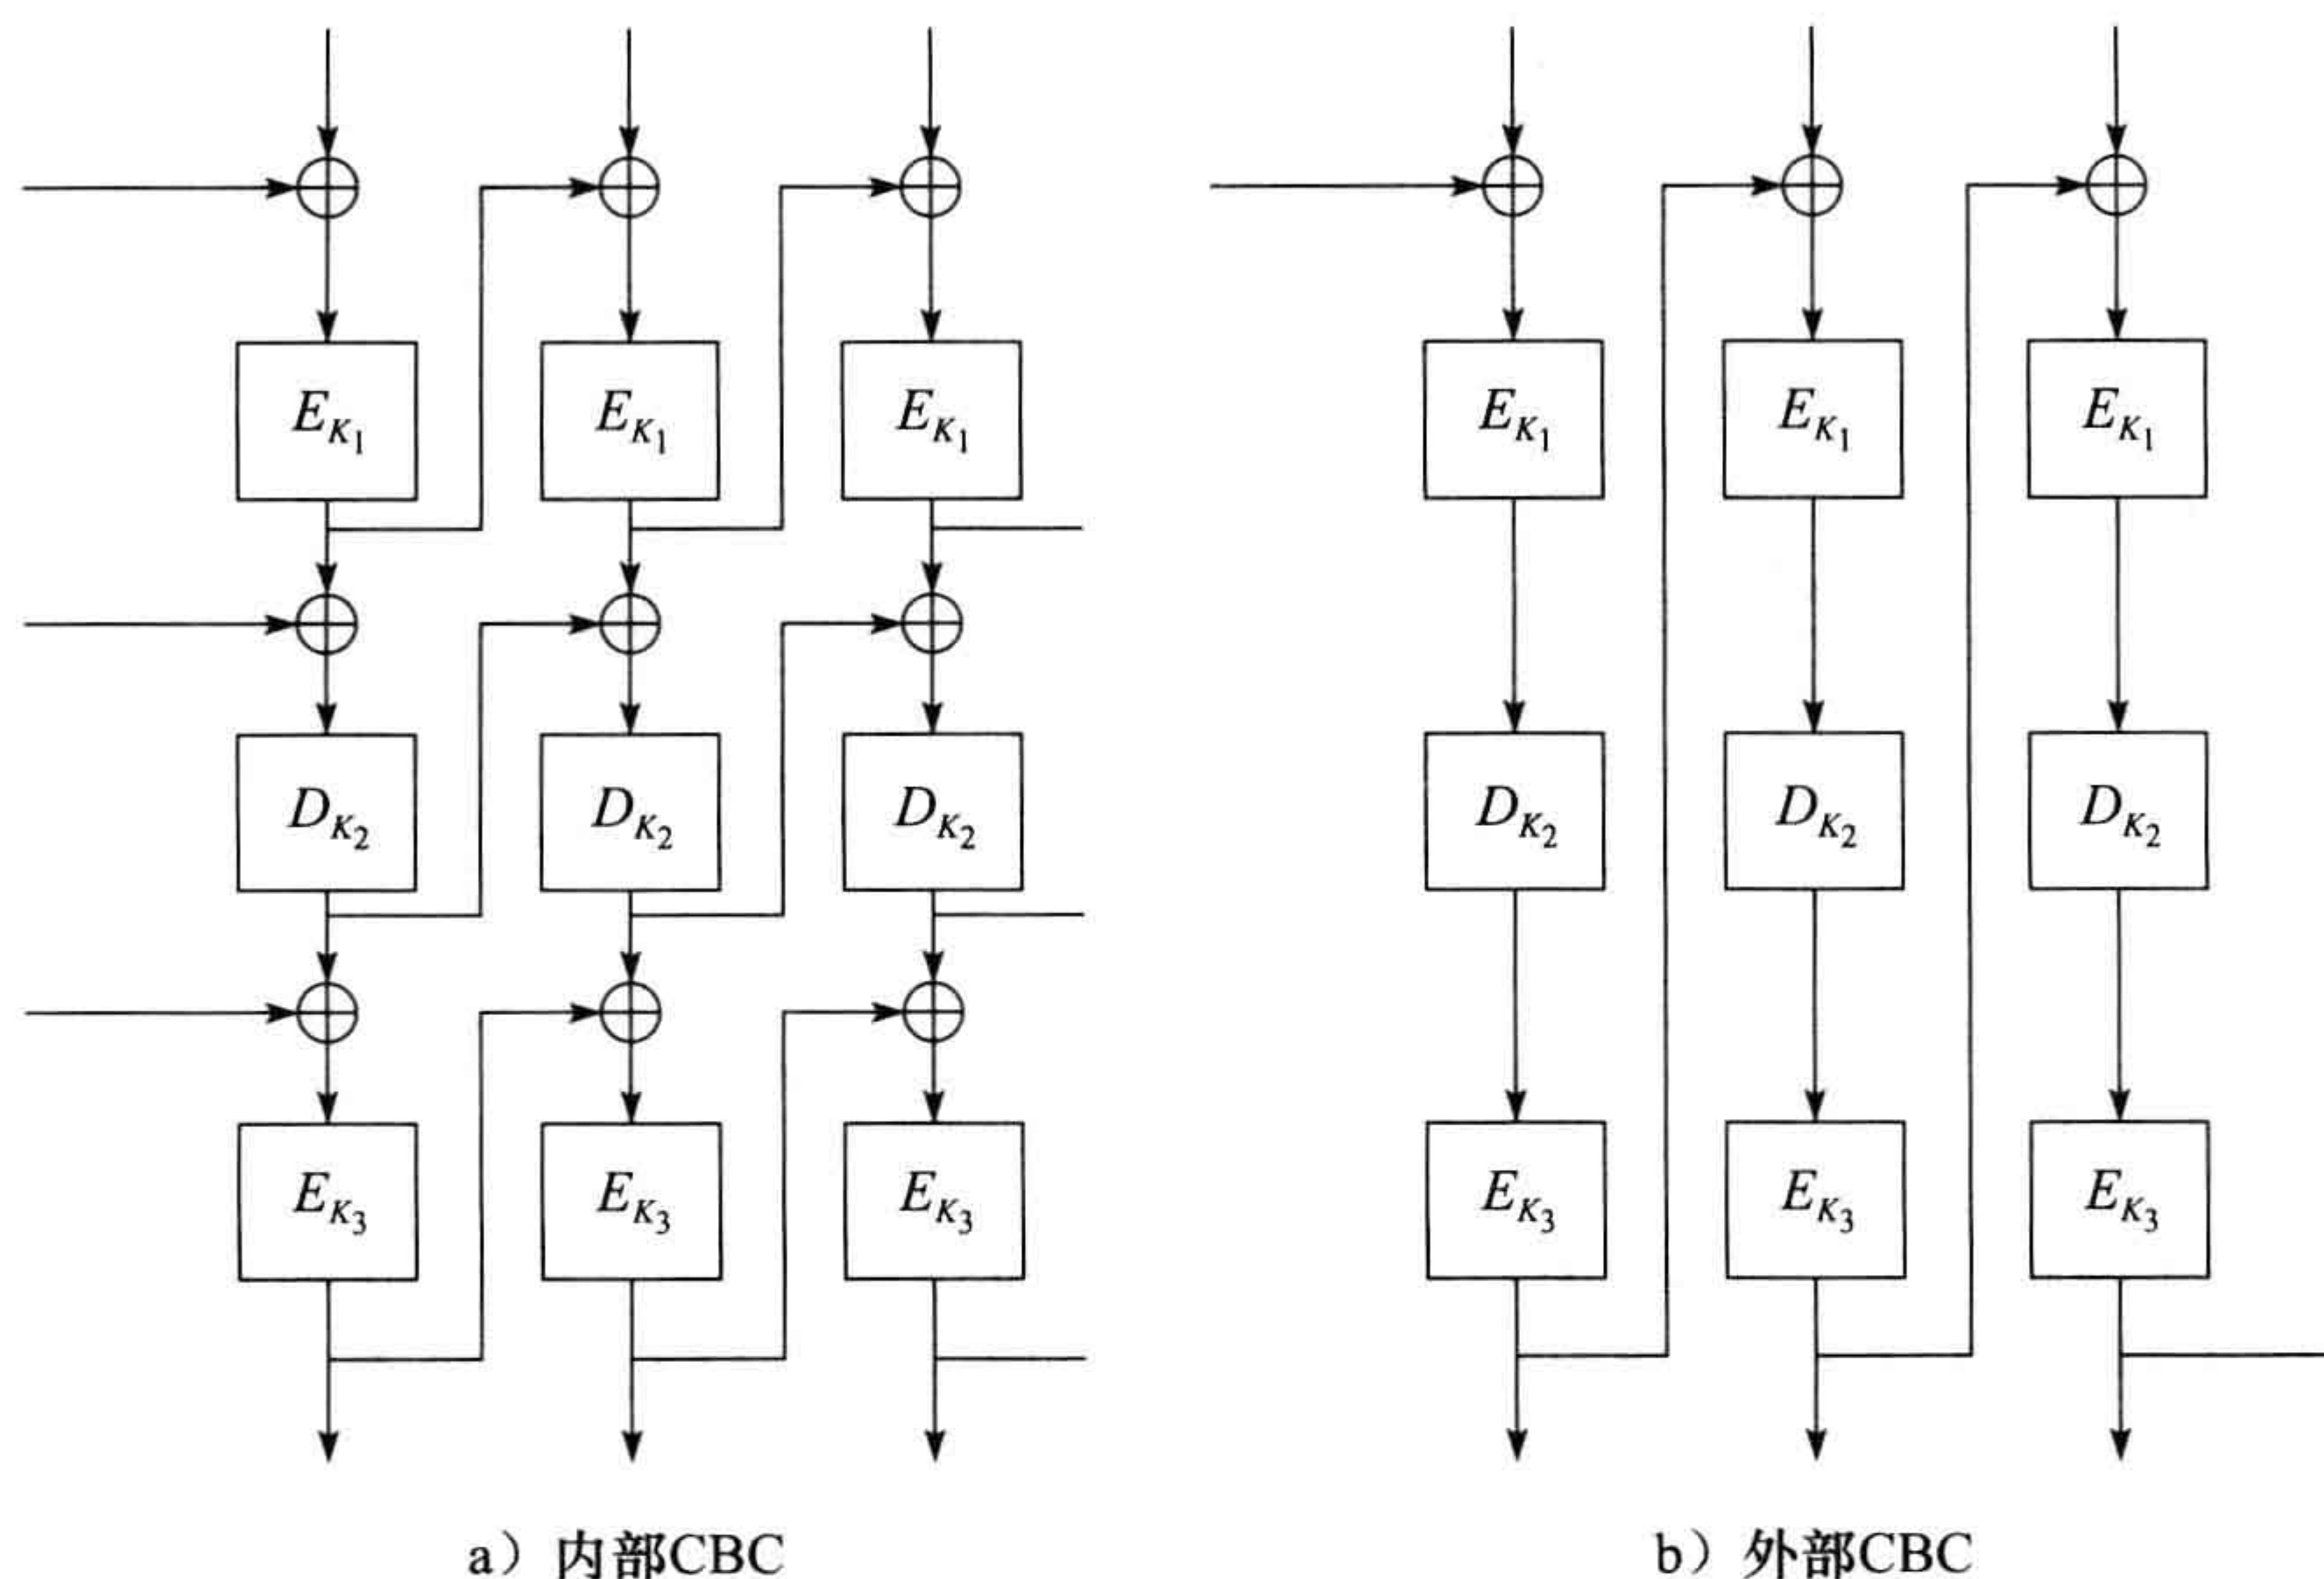 E_{K_1} E_{K_1} E_{K_1} E_{K_1} E_{K_1} E_{K_1}
D_{K_2} D_{K_2} D_{K_2} D_{K_2} D_{K_2} D_{K_2}
E_{K_3} E_{K_3} E_{K_3} E_{K_3} E_{K_3} E_{K_3}
a）内部CBC
b）外部CBC